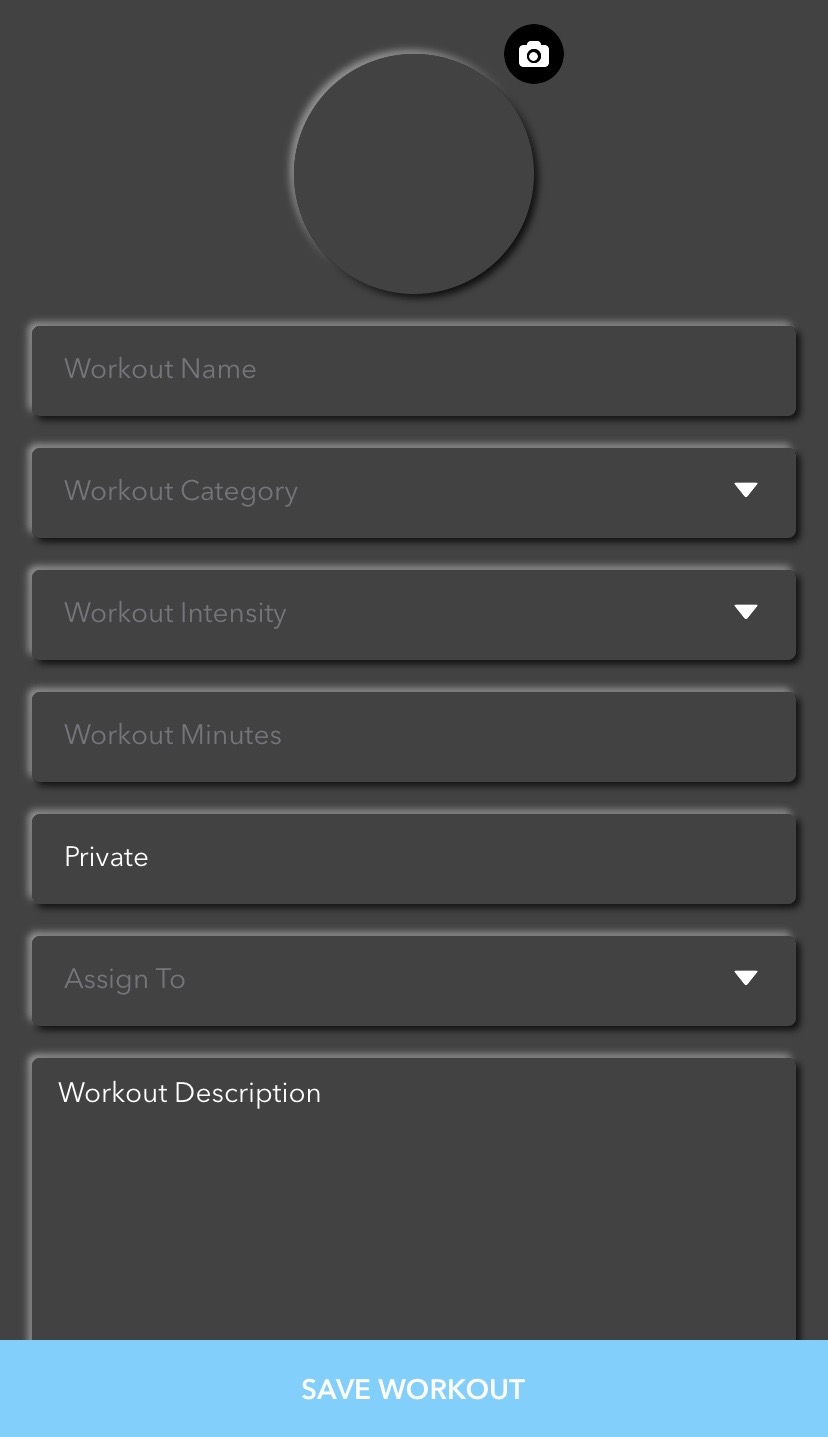 Workout Name
Workout Category
Workout Intensity
Workout Minutes
Private
Assign To
Workout Description
SAVE WORKOUT